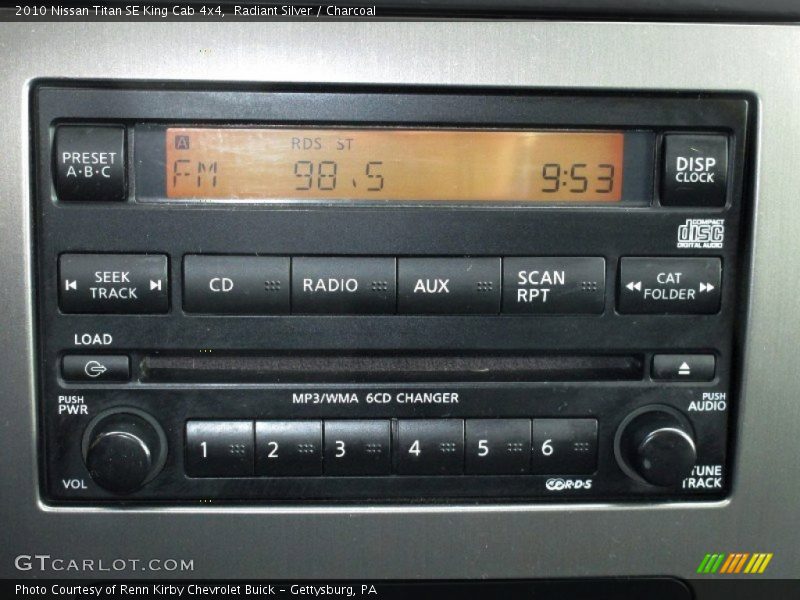 2010 Nissan Titan SE King Cab 4x4, Radiant Silver / Charcoal
PRESET
A·B·C
A
RDS ST
FM 98.5 9:53
DISP
CLOCK
COMPACT
disc
DIGITAL AUDIO
SEEK
TRACK
CD
RADIO
AUX
SCAN
RPT
CAT
FOLDER
LOAD
MP3/WMA 6CD CHANGER
PUSH
PWR
PUSH
AUDIO
1 2 3 4 5 6
VOL
R·D·S
TUNE
TRACK
GTCARLOT.COM
Photo Courtesy of Renn Kirby Chevrolet Buick - Gettysburg, PA